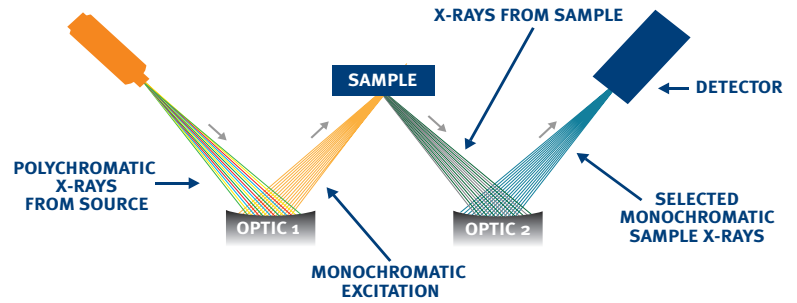 X-RAYS FROM SAMPLE
SAMPLE
DETECTOR
POLYCHROMATIC
X-RAYS
FROM SOURCE
SELECTED
MONOCHROMATIC
SAMPLE X-RAYS
OPTIC 1
OPTIC 2
MONOCHROMATIC
EXCITATION